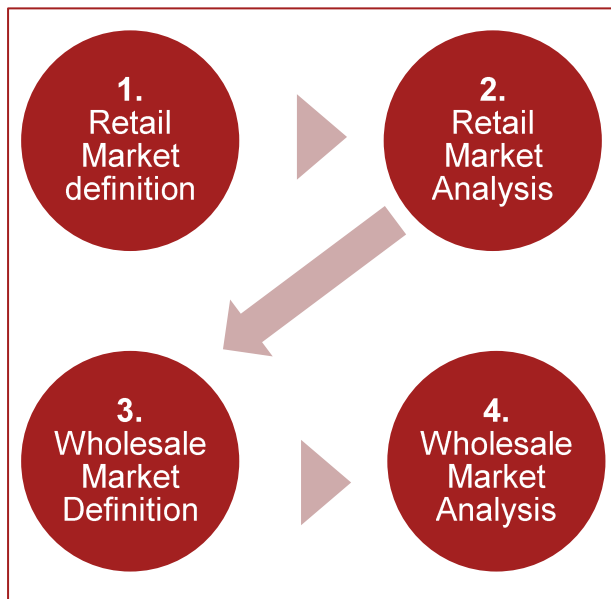 1.
Retail
Market
definition
2.
Retail
Market
Analysis
3.
Wholesale
Market
Definition
4.
Wholesale
Market
Analysis